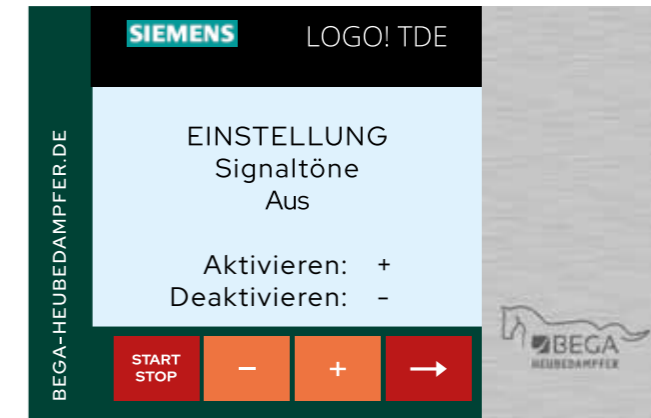 SIEMENS
LOGO! TDE
BEGA-HEUBEDAMPFER.DE
EINSTELLUNG
Signaltöne
Aus
Aktivieren: +
Deaktivieren: -
START
STOP
−
+
→
BEGA
HEUBEDAMPFER